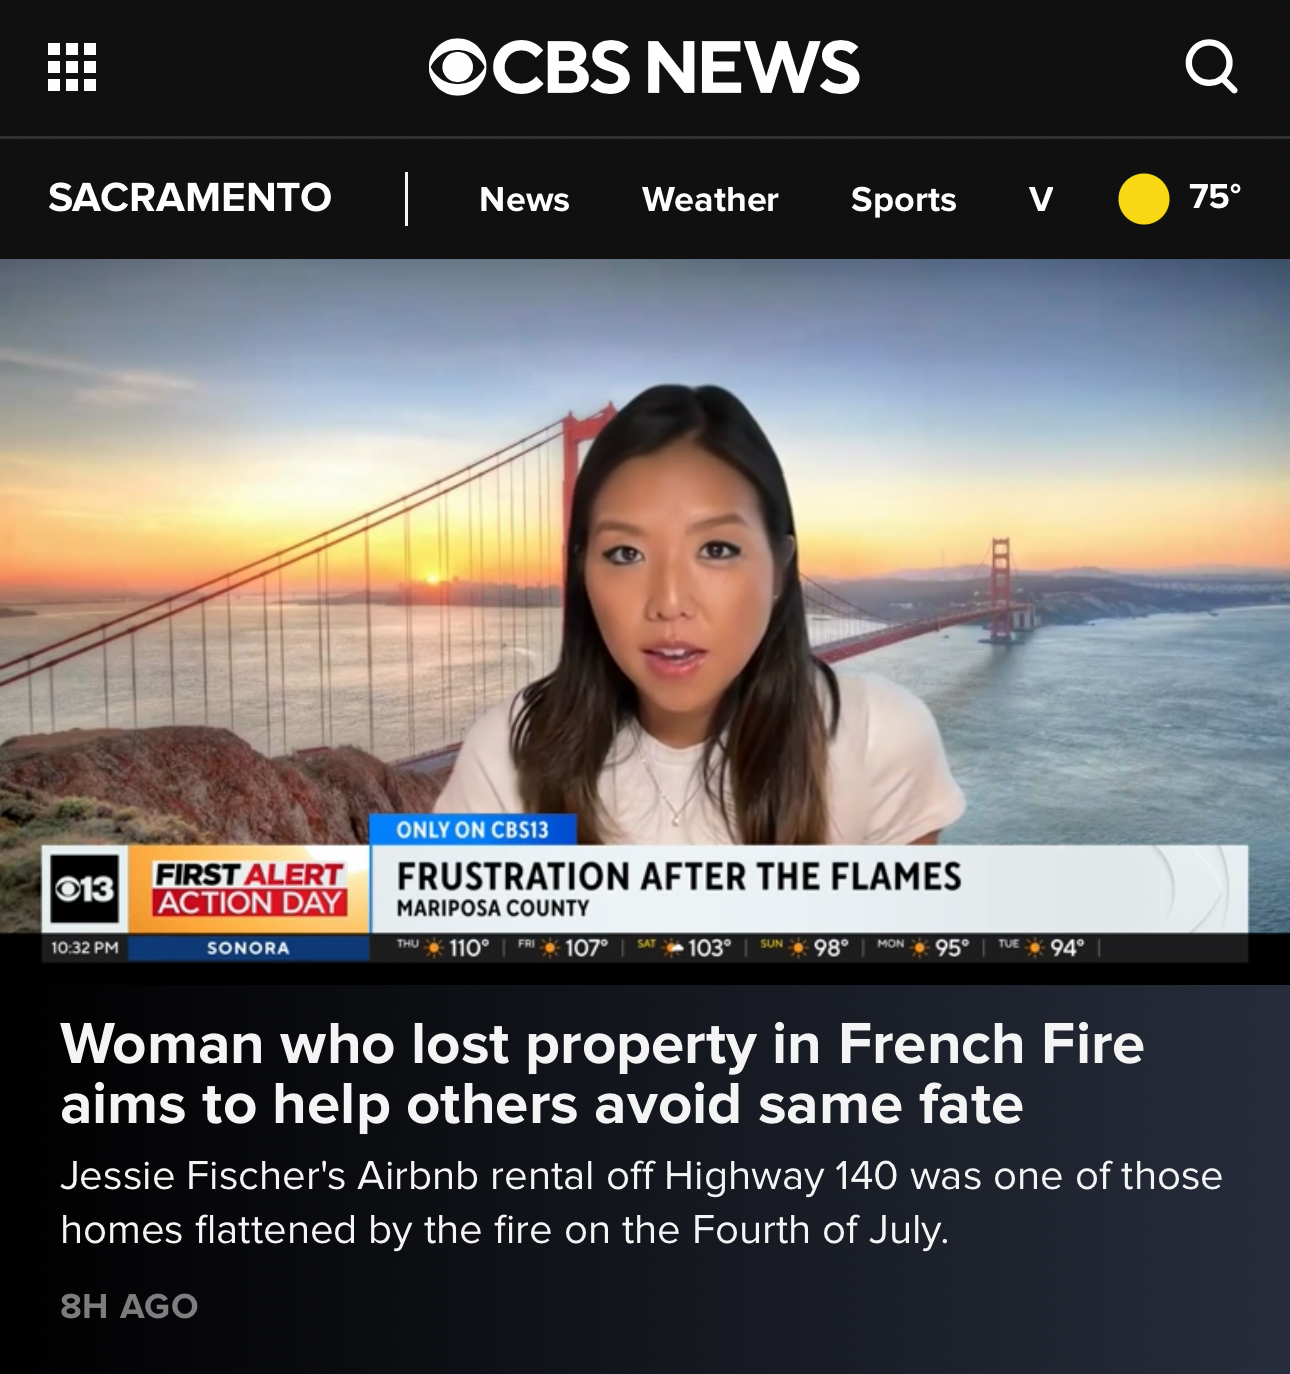 CBS NEWS
SACRAMENTO | News Weather Sports V 75°
ONLY ON CBS13
13 FIRST ALERT ACTION DAY
FRUSTRATION AFTER THE FLAMES
MARIPOSA COUNTY
10:32 PM SONORA THU 110° | FRI 107° | SAT 103° | SUN 98° | MON 95° | TUE 94° |
Woman who lost property in French Fire
aims to help others avoid same fate
Jessie Fischer's Airbnb rental off Highway 140 was one of those
homes flattened by the fire on the Fourth of July.
8H AGO